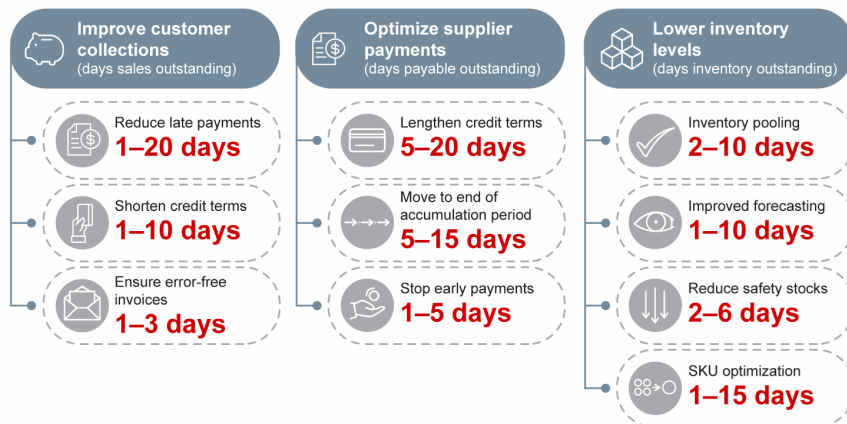 Improve customer
collections
(days sales outstanding)
Reduce late payments
1–20 days
Shorten credit terms
1–10 days
Ensure error-free
invoices
1–3 days
Optimize supplier
payments
(days payable outstanding)
Lengthen credit terms
5–20 days
Move to end of
accumulation period
5–15 days
Stop early payments
1–5 days
Lower inventory
levels
(days inventory outstanding)
Inventory pooling
2–10 days
Improved forecasting
1–10 days
Reduce safety stocks
2–6 days
SKU optimization
1–15 days